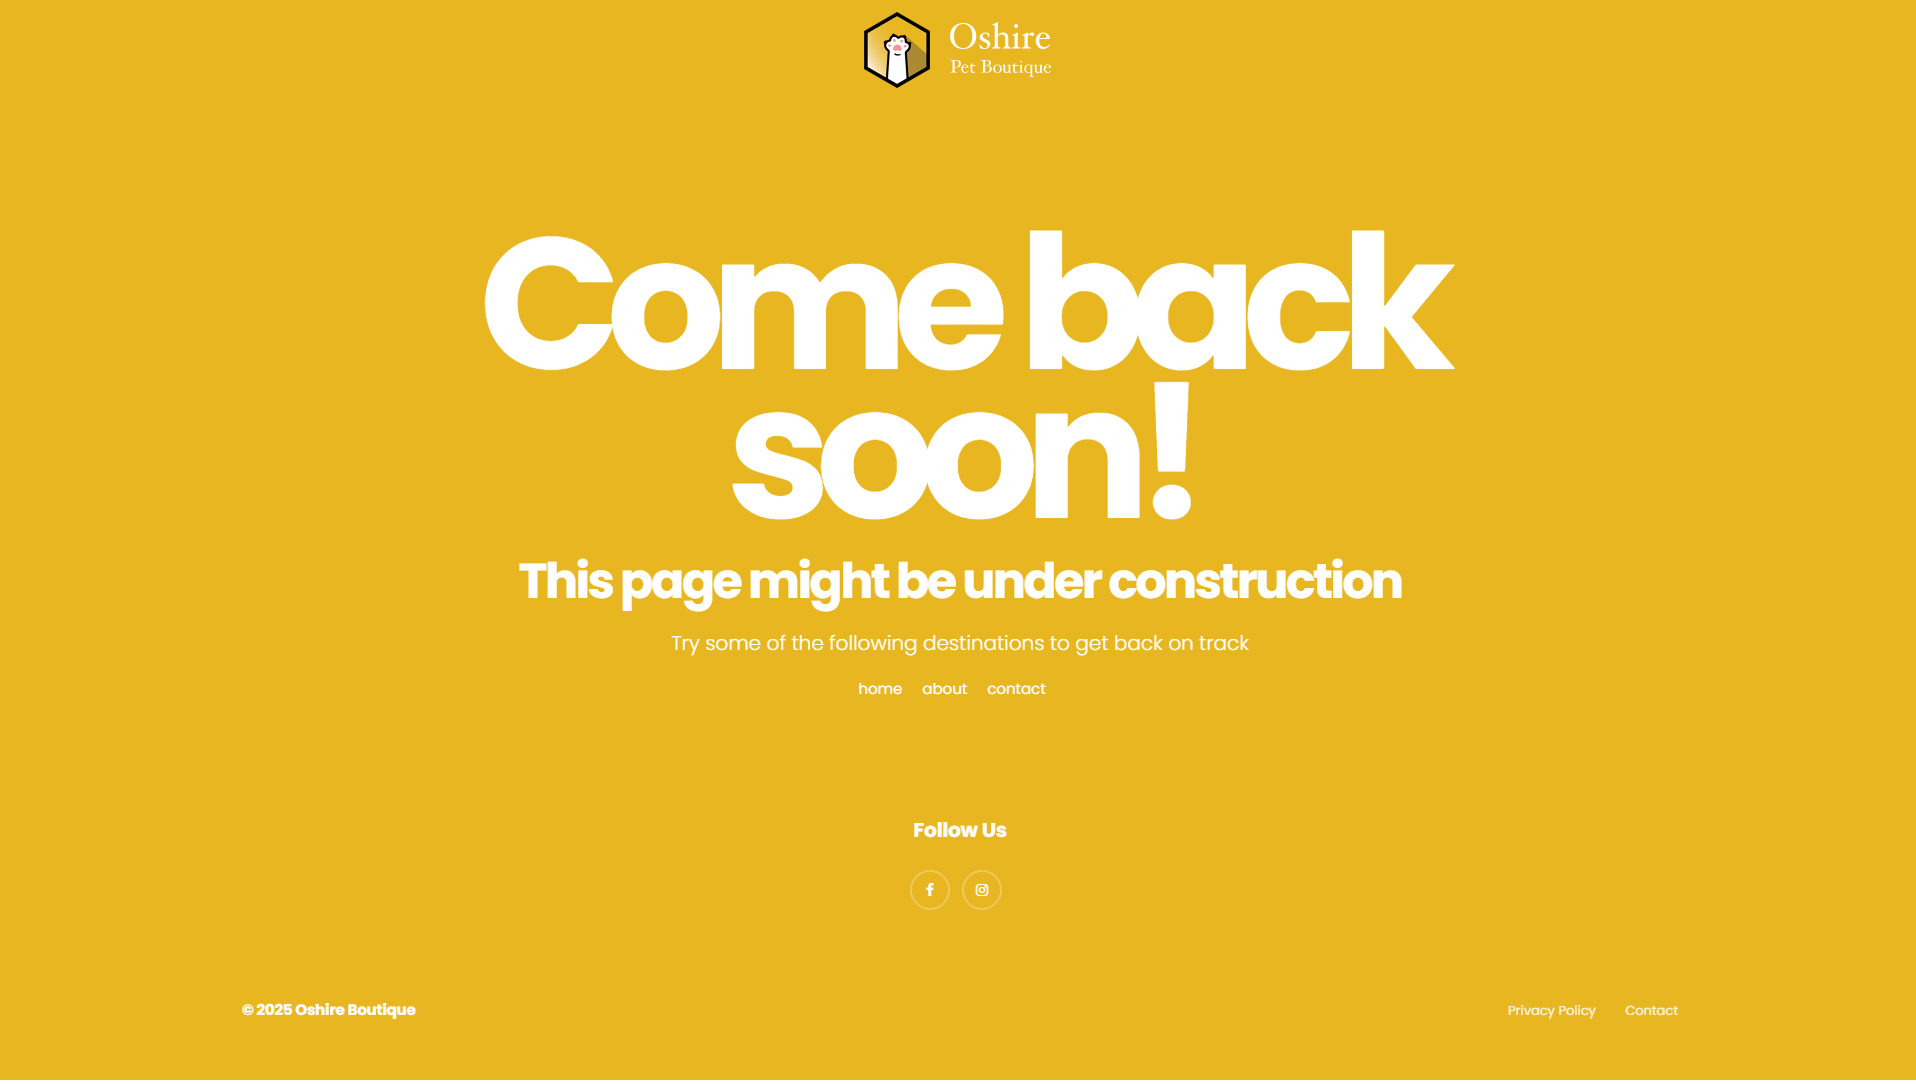 Oshire
Pet Boutique
Come back
soon!
This page might be under construction
Try some of the following destinations to get back on track
home about contact
Follow Us
© 2025 Oshire Boutique
Privacy Policy Contact